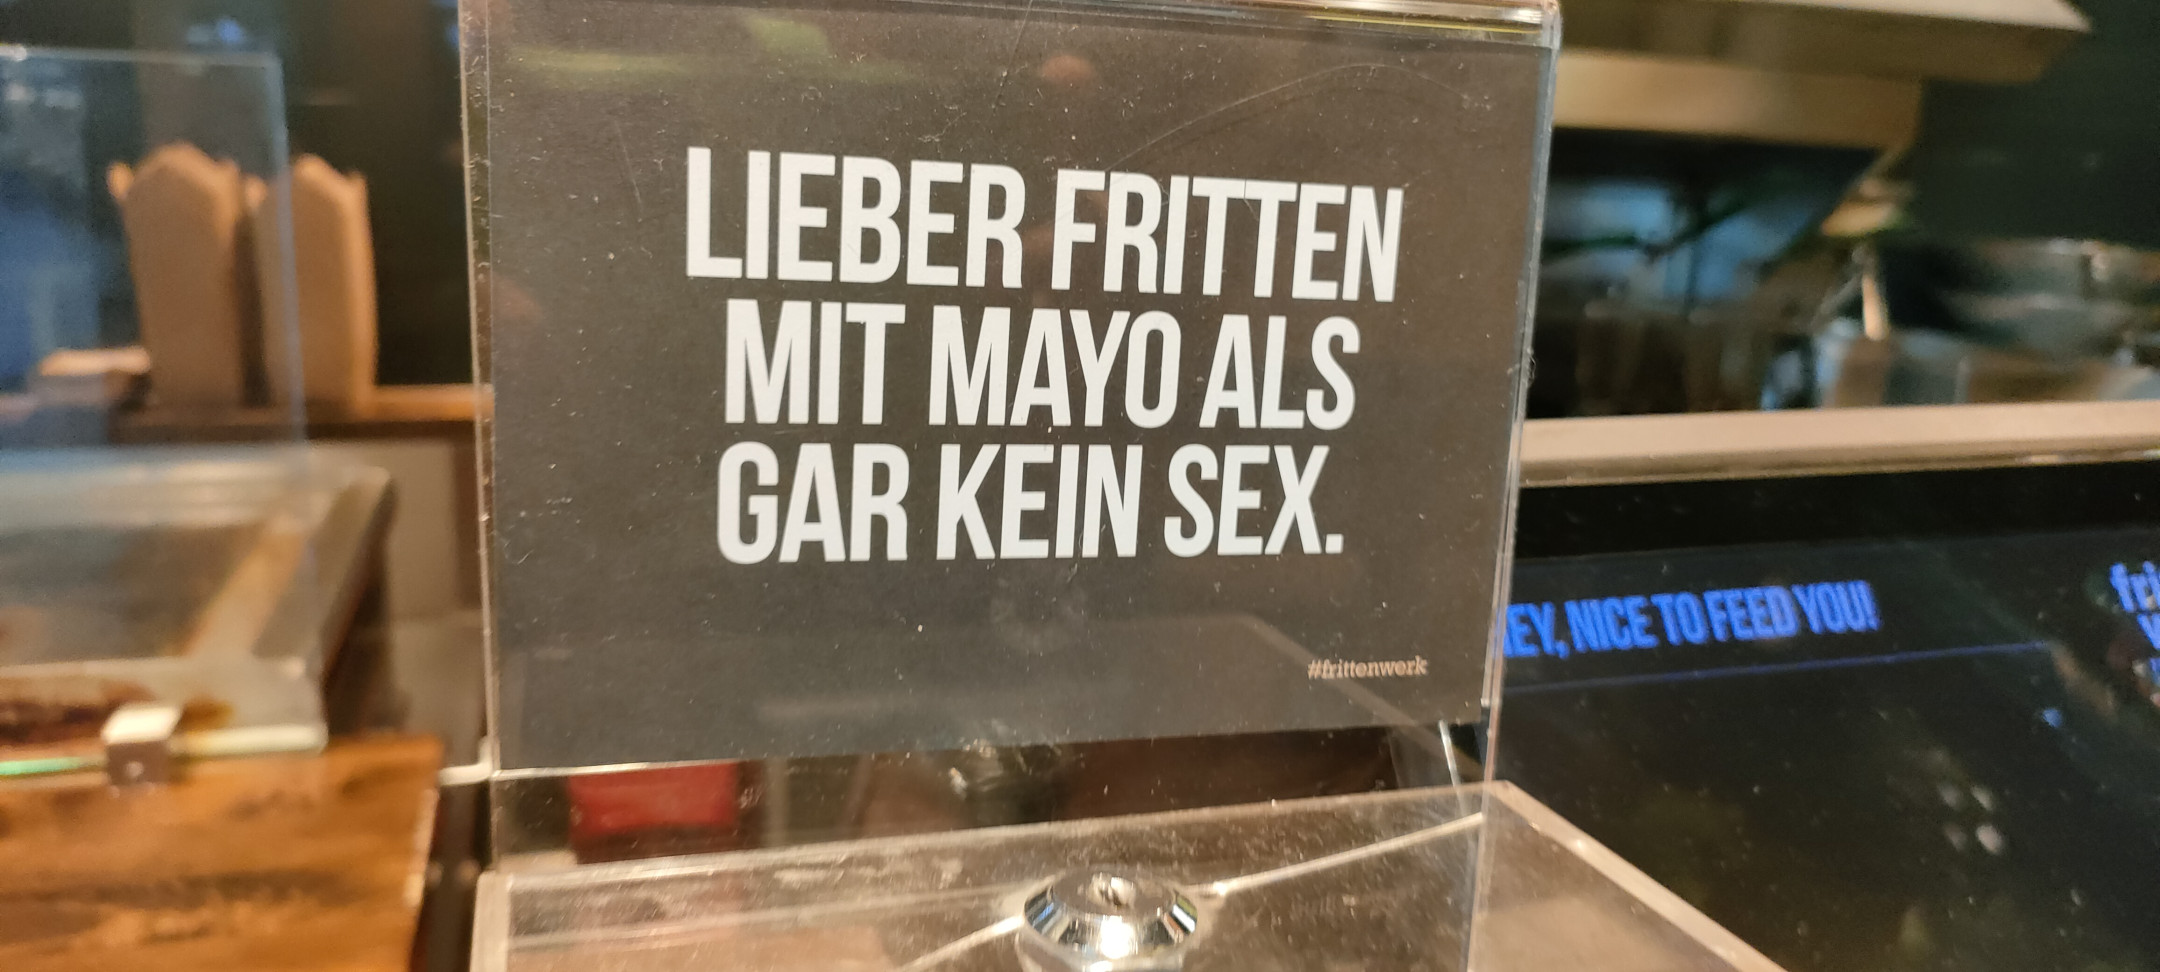 LIEBER FRITTEN
MIT MAYO ALS
GAR KEIN SEX.
#frittenwerk
EY, NICE TO FEED YOU!